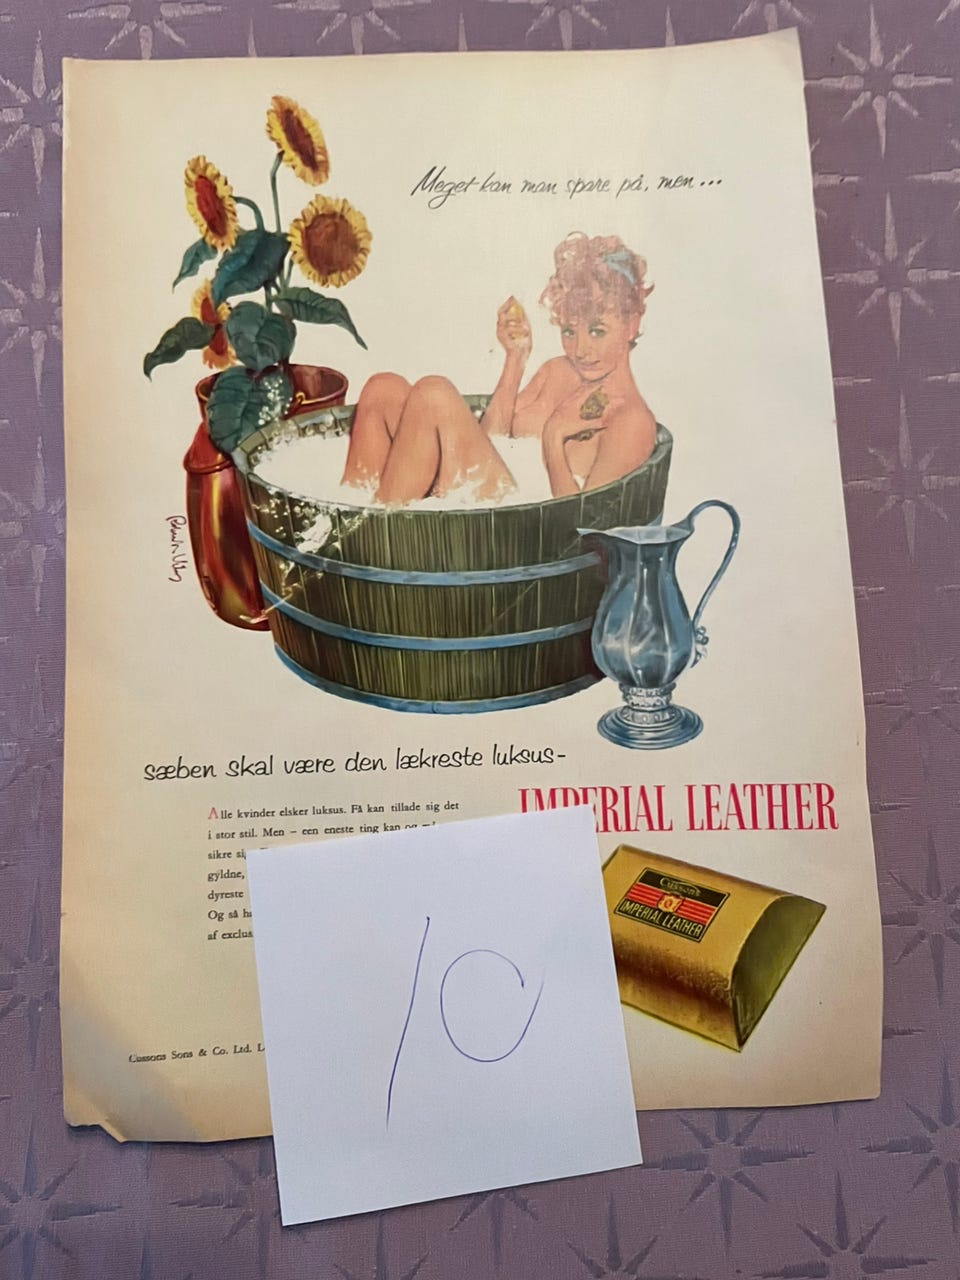 Meget kan man spare på, men...
sæben skal være den lækreste luksus-
IMPERIAL LEATHER
Alle kvinder elsker luksus. Få kan tillade sig det
i stor stil. Men – een eneste ting kan og
sikre
gyldne,
dyreste
Og så
af
Cussons Sons & Co. Ltd.
Cussons
IMPERIAL LEATHER
10